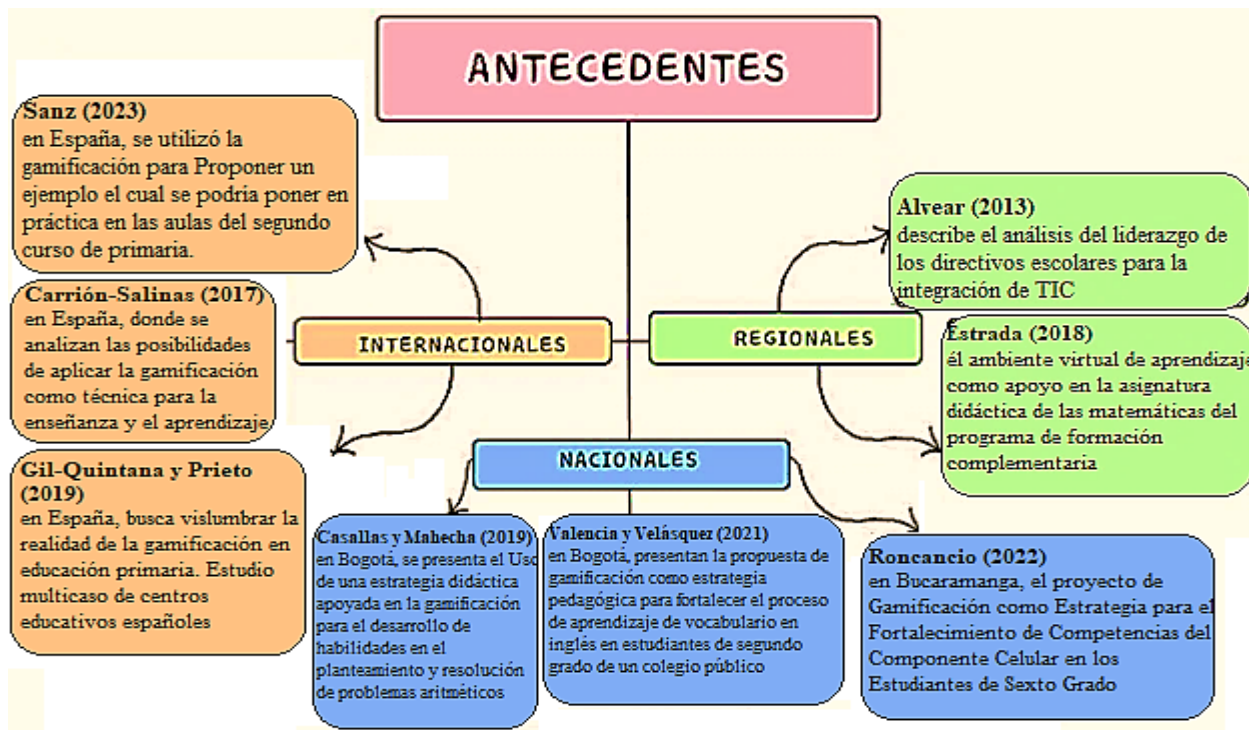 ANTECEDENTES
Sanz (2023)
en España, se utilizó la
gamificación para Proponer un
ejemplo el cual se podría poner en
práctica en las aulas del segundo
curso de primaria.
Carrión-Salinas (2017)
en España, donde se
analizan las posibilidades
de aplicar la gamificación
como técnica para la
enseñanza y el aprendizaje
Gil-Quintana y Prieto
(2019)
en España, busca vislumbrar la
realidad de la gamificación en
educación primaria. Estudio
multicaso de centros
educativos españoles
INTERNACIONALES
REGIONALES
Alvear (2013)
describe el análisis del liderazgo de
los directivos escolares para la
integración de TIC
Estrada (2018)
él ambiente virtual de aprendizaje
como apoyo en la asignatura
didáctica de las matemáticas del
programa de formación
complementaria
NACIONALES
Casallas y Mahecha (2019)
en Bogotá, se presenta el Uso
de una estrategia didáctica
apoyada en la gamificación
para el desarrollo de
habilidades en el
planteamiento y resolución
de problemas aritméticos
Valencia y Velásquez (2021)
en Bogotá, presentan la propuesta de
gamificación como estrategia
pedagógica para fortalecer el proceso
de aprendizaje de vocabulario en
inglés en estudiantes de segundo
grado de un colegio público
Roncancio (2022)
en Bucaramanga, el proyecto de
Gamificación como Estrategia para el
Fortalecimiento de Competencias del
Componente Celular en los
Estudiantes de Sexto Grado